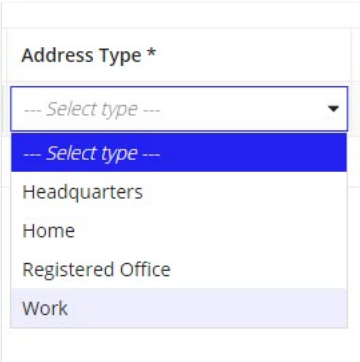 Address Type *
--- Select type ---
--- Select type ---
Headquarters
Home
Registered Office
Work